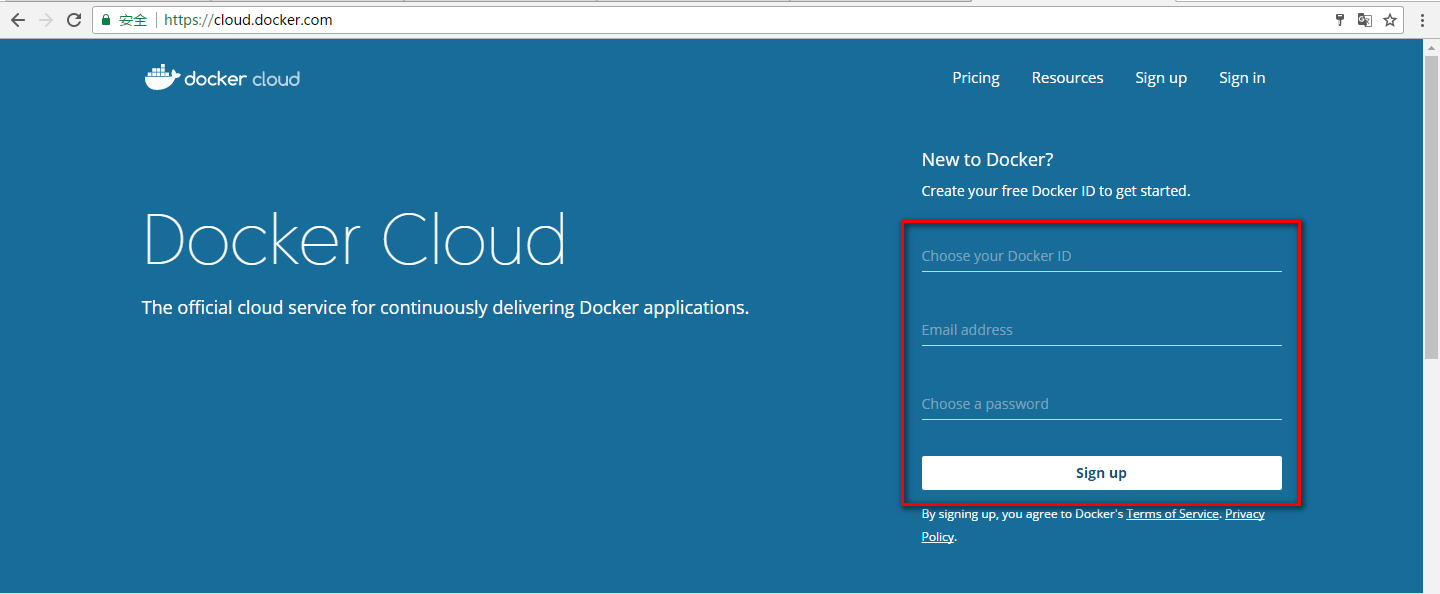 安全 https://cloud.docker.com
docker cloud
Pricing Resources Sign up Sign in
New to Docker?
Create your free Docker ID to get started.
Docker Cloud
The official cloud service for continuously delivering Docker applications.
Choose your Docker ID
Email address
Choose a password
Sign up
By signing up, you agree to Docker's Terms of Service. Privacy
Policy.